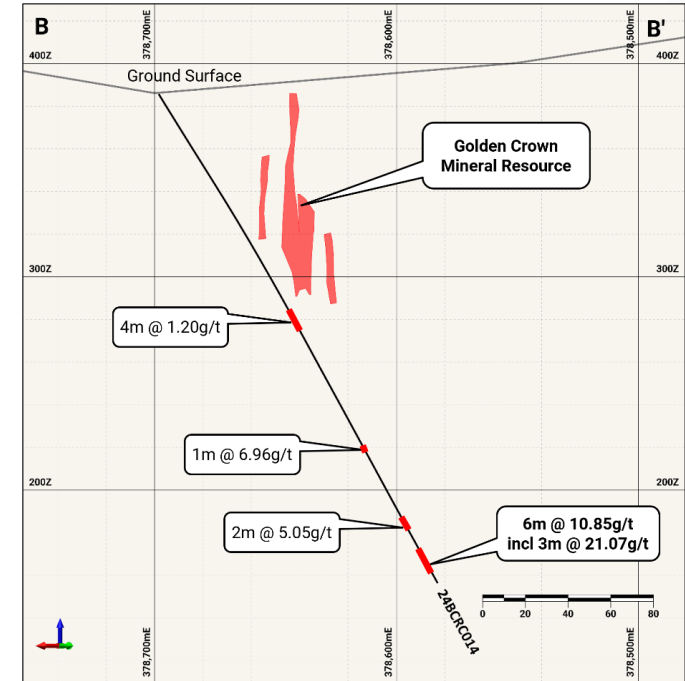 B
B'
378,700mE
378,600mE
378,500mE
400Z
400Z
Ground Surface
Golden Crown
Mineral Resource
300Z
300Z
4m @ 1.20g/t
1m @ 6.96g/t
200Z
200Z
2m @ 5.05g/t
6m @ 10.85g/t
incl 3m @ 21.07g/t
24BCRC014
0 20 40 60 80
378,700mE
378,600mE
378,500mE